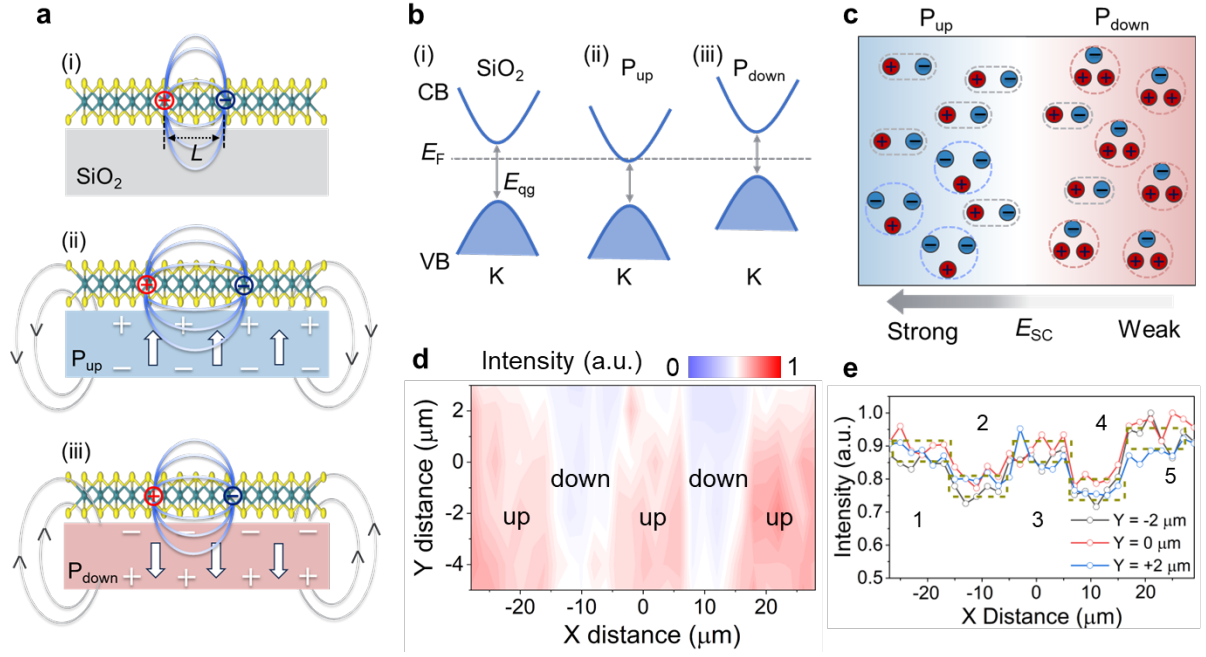 a
(i)
+ −
L
SiO2
(ii)
+ −
+ + + +
Pup
− − − −
(iii)
+ −
− − − −
Pdown
+ + + +
b
(i) (ii) (iii)
SiO2 Pup Pdown
CB
EF
Eqg
VB
K K K
c
Pup Pdown
Strong ESC Weak
d
Intensity (a.u.) 0 1
Y distance (μm)
2
0
-2
-4
down down
up up up
-20 -10 0 10 20
X distance (μm)
e
Intensity (a.u.)
1.0
0.9
0.8
0.7
0.6
0.5
2 4
1 3 5
Y = -2 μm
Y = 0 μm
Y = +2 μm
-20 -10 0 10 20
X Distance (μm)